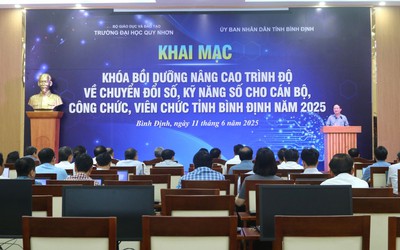 BỘ GIÁO DỤC VÀ ĐÀO TẠO
TRƯỜNG ĐẠI HỌC QUY NHƠN
ỦY BAN NHÂN DÂN TỈNH BÌNH ĐỊNH
KHAI MẠC
KHÓA BỒI DƯỠNG NÂNG CAO TRÌNH ĐỘ
VỀ CHUYỂN ĐỔI SỐ, KỸ NĂNG SỐ CHO CÁN BỘ,
CÔNG CHỨC, VIÊN CHỨC TỈNH BÌNH ĐỊNH NĂM 2025
Bình Định, ngày 11 tháng 6 năm 2025